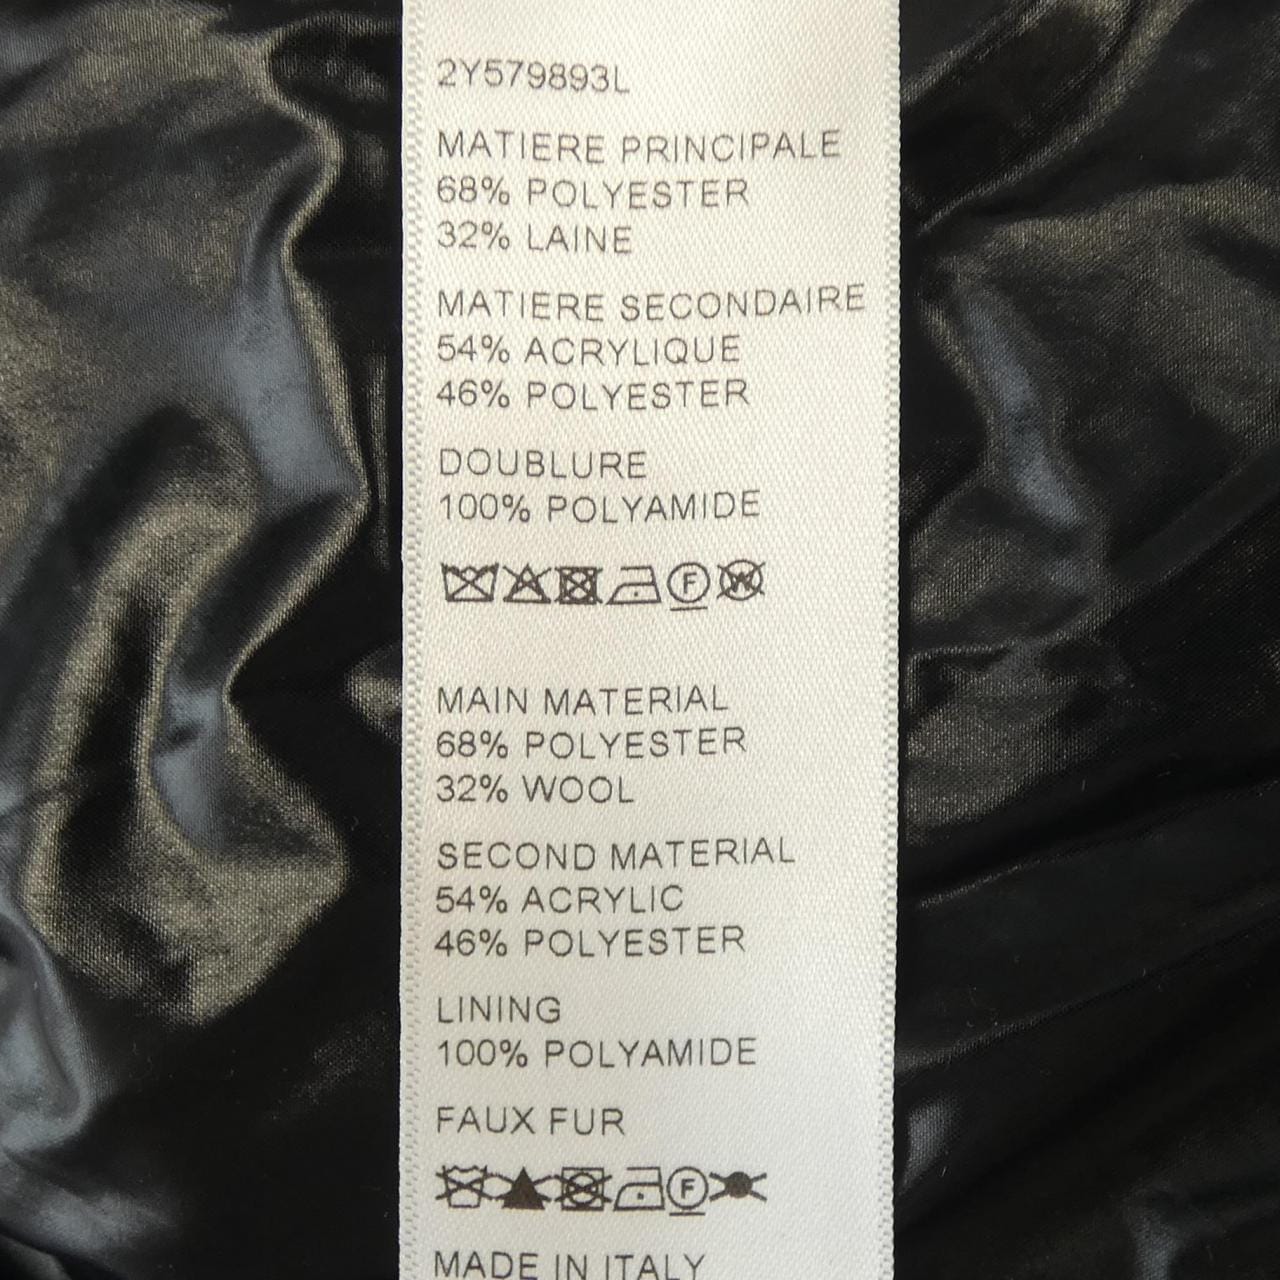 2Y579893L
MATIERE PRINCIPALE
68% POLYESTER
32% LAINE
MATIERE SECONDAIRE
54% ACRYLIQUE
46% POLYESTER
DOUBLURE
100% POLYAMIDE
F W
MAIN MATERIAL
68% POLYESTER
32% WOOL
SECOND MATERIAL
54% ACRYLIC
46% POLYESTER
LINING
100% POLYAMIDE
FAUX FUR
F
MADE IN ITALY